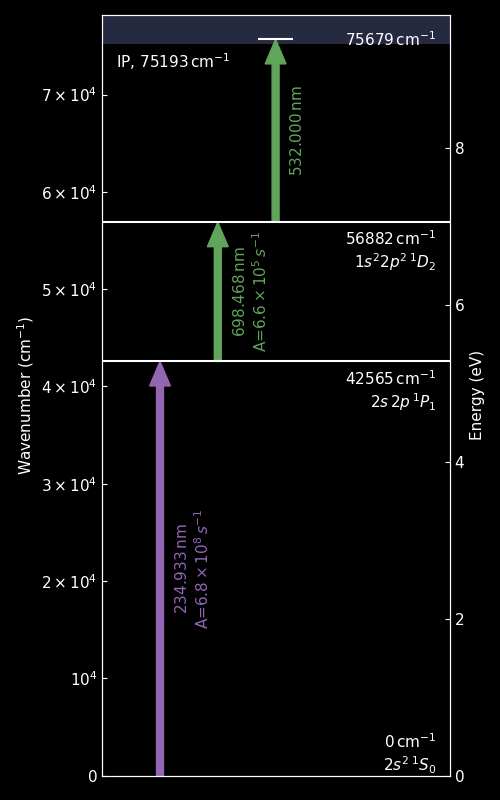 75679 cm⁻¹
IP, 75193 cm⁻¹
7 × 10⁴
532.000 nm
8
6 × 10⁴
56882 cm⁻¹
1s²2p² ¹D₂
698.468 nm
A=6.6 × 10⁵ s⁻¹
6
5 × 10⁴
Wavenumber (cm⁻¹)
Energy (eV)
42565 cm⁻¹
2s 2p ¹P₁
4 × 10⁴
4
3 × 10⁴
234.933 nm
A=6.8 × 10⁸ s⁻¹
2 × 10⁴
2
10⁴
0 cm⁻¹
2s² ¹S₀
0
0